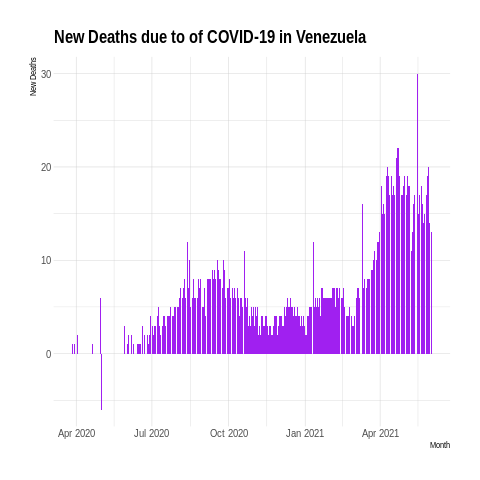 New Deaths due to of COVID-19 in Venezuela
New Deaths
30
20
10
0
Apr 2020 Jul 2020 Oct 2020 Jan 2021 Apr 2021
Month